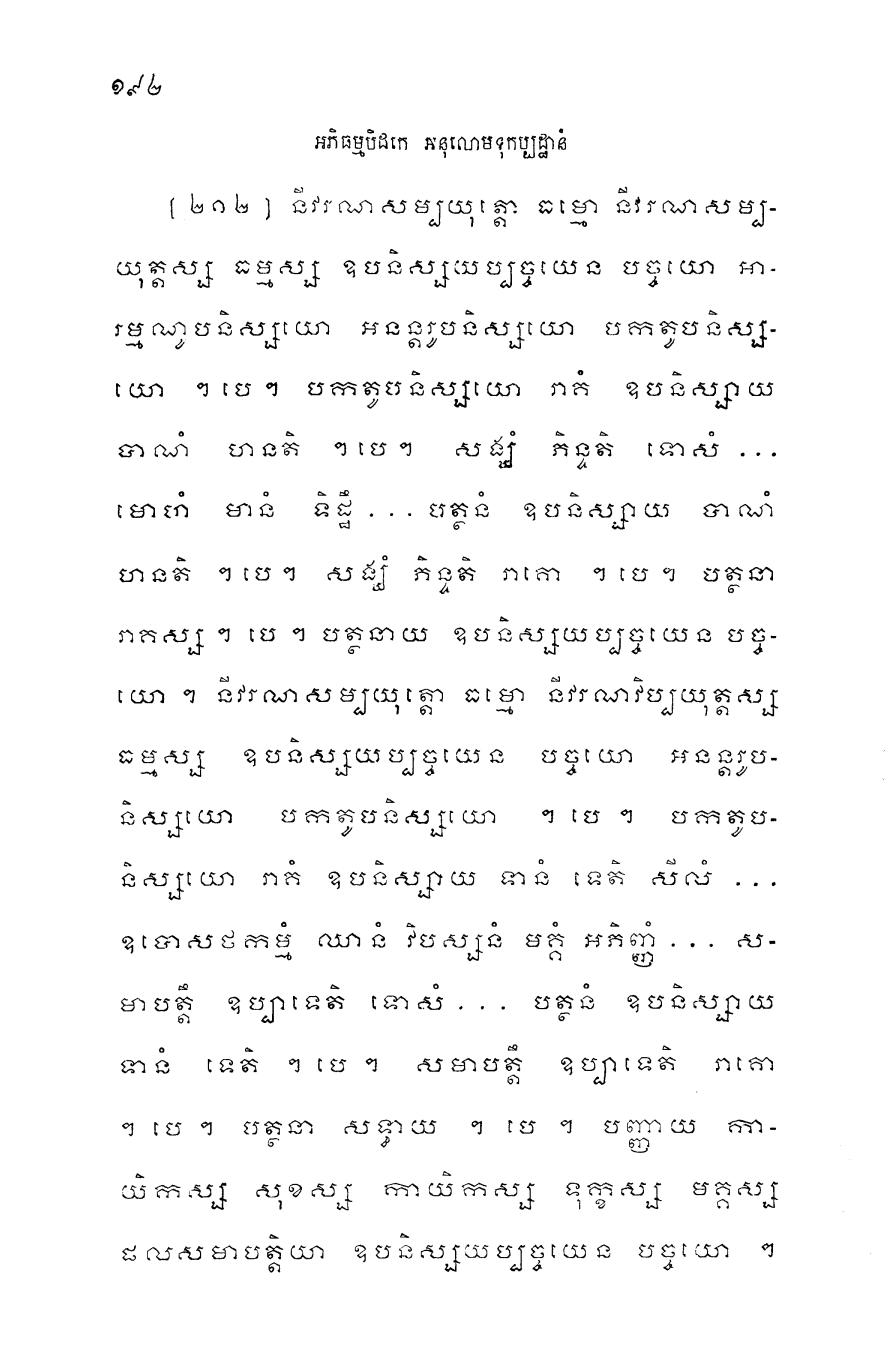 ១៩២
អភិធម្មបិដកេ អនុលោមទុកប្បដ្ឋានំ
[ ២១២ ] នីវរណសម្បយុត្តោ ធម្មោ នីវរណសម្ប-
យុត្តស្ស ធម្មស្ស ឧបនិស្សយប្បច្ចយេន បច្ចយោ អា-
រម្មណូបនិស្សយោ អនន្តរូបនិស្សយោ បកតូបនិស្ស-
យោ ។ បេ ។ បកតូបនិស្សយោ រាគំ ឧបនិស្សាយ
បាណំ ហនតិ ។ បេ ។ សង្ឃំ ភិន្ទតិ ទោសំ ...
មោហំ មានំ ទិដ្ឋឹ ... បត្ថនំ ឧបនិស្សាយ បាណំ
ហនតិ ។ បេ ។ សង្ឃំ ភិន្ទតិ រាគោ ។ បេ ។ បត្ថនា
រាគស្ស ។ បេ ។ បត្ថនាយ ឧបនិស្សយប្បច្ចយេន បច្ច-
យោ ។ នីវរណសម្បយុត្តោ ធម្មោ នីវរណវិប្បយុត្តស្ស
ធម្មស្ស ឧបនិស្សយប្បច្ចយេន បច្ចយោ អនន្តរូប-
និស្សយោ បកតូបនិស្សយោ ។ បេ ។ បកតូប-
និស្សយោ រាគំ ឧបនិស្សាយ ទានំ ទេតិ សីលំ ...
ឧបោសថកម្មំ ឈានំ វិបស្សនំ មគ្គំ អភិញ្ញំ ... ស-
មាបត្តឹ ឧប្បាទេតិ ទោសំ ... បត្ថនំ ឧបនិស្សាយ
ទានំ ទេតិ ។ បេ ។ សមាបត្តឹ ឧប្បាទេតិ រាគោ
។ បេ ។ បត្ថនា សទ្ធាយ ។ បេ ។ បញ្ញាយ កា-
យិកស្ស សុខស្ស កាយិកស្ស ទុក្ខស្ស មគ្គស្ស
ផលសមាបត្តិយា ឧបនិស្សយប្បច្ចយេន បច្ចយោ ។